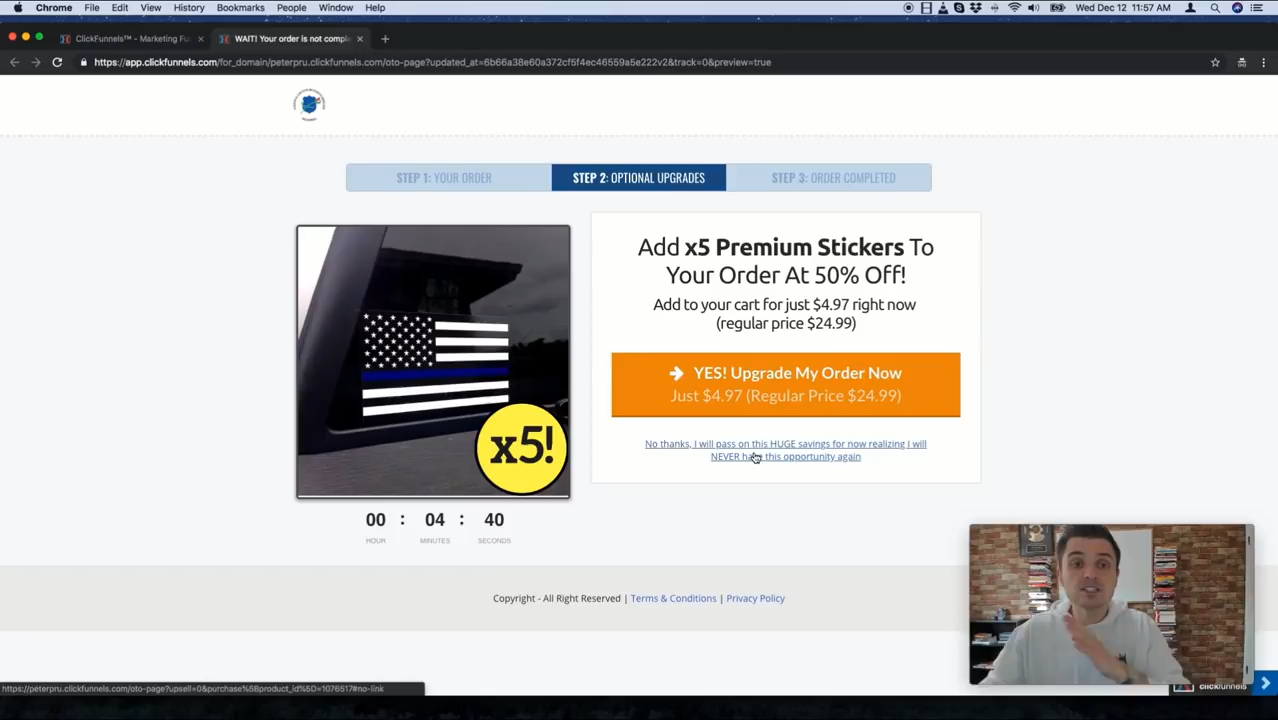 Chrome File Edit View History Bookmarks People Window Help
Wed Dec 12 11:57 AM
ClickFunnels™ - Marketing Fu
WAIT! Your order is not comple
https://app.clickfunnels.com/for_domain/peterpru.clickfunnels.com/oto-page?updated_at=6b66a38e60a372cf5f4ec46559a5e222v2&track=0&preview=true
STEP 1: YOUR ORDER
STEP 2: OPTIONAL UPGRADES
STEP 3: ORDER COMPLETED
Add x5 Premium Stickers To
Your Order At 50% Off!
Add to your cart for just $4.97 right now
(regular price $24.99)
YES! Upgrade My Order Now
Just $4.97 (Regular Price $24.99)
No thanks, I will pass on this HUGE savings for now realizing I will
NEVER have this opportunity again
x5!
00 : 04 : 40
HOUR MINUTES SECONDS
Copyright - All Right Reserved | Terms & Conditions | Privacy Policy
https://peterpru.clickfunnels.com/oto-page?upsell=0&purchase%5Bproduct_id%5D=1076517#no-link
clickfunnels